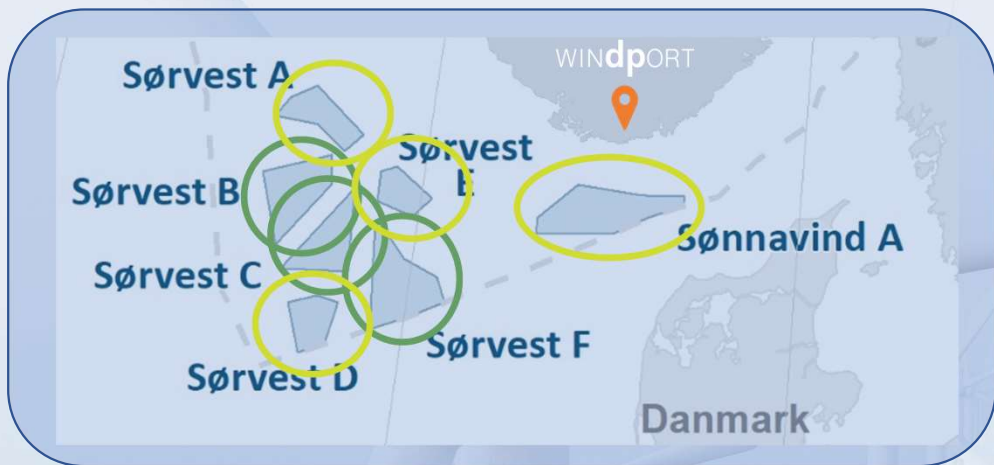 WINdpORT
Sørvest A
Sørvest
E
Sørvest B
Sønnavind A
Sørvest C
Sørvest F
Sørvest D
Danmark